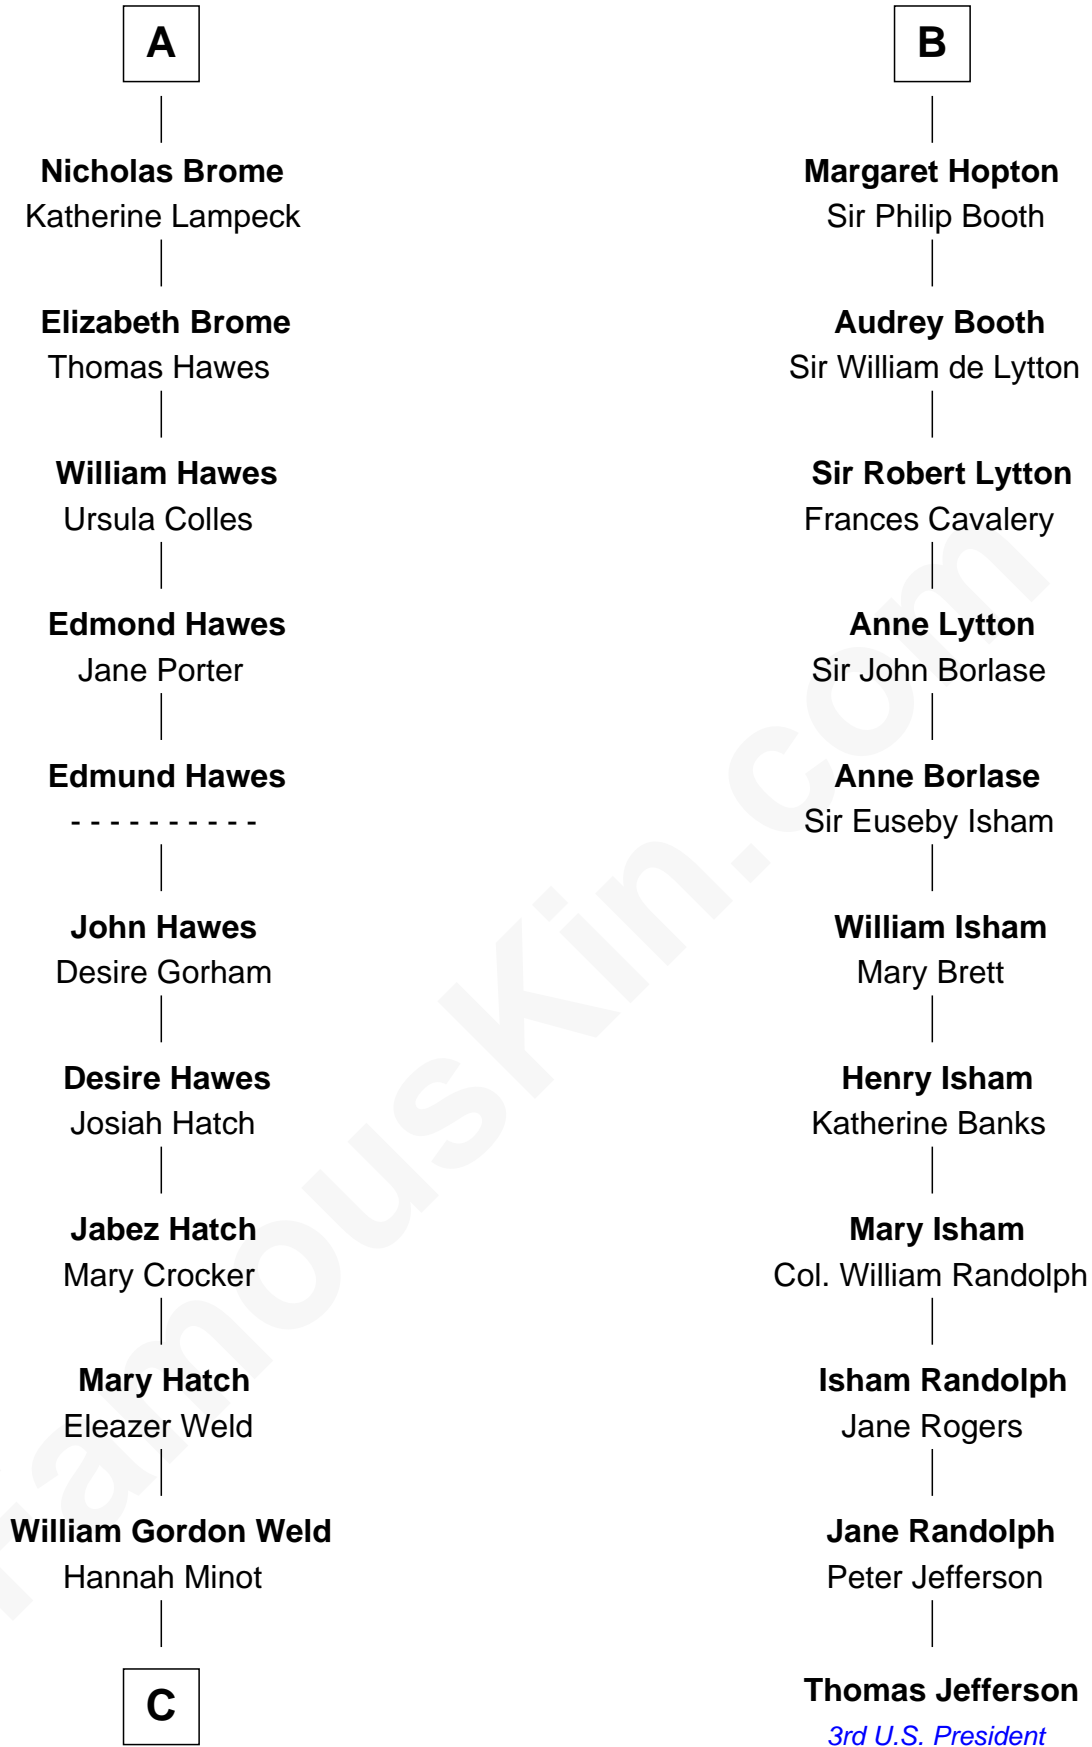 A
Nicholas Brome
Katherine Lampeck
Elizabeth Brome
Thomas Hawes
William Hawes
Ursula Colles
Edmond Hawes
Jane Porter
Edmund Hawes
- - - - - - - - - -
John Hawes
Desire Gorham
Desire Hawes
Josiah Hatch
Jabez Hatch
Mary Crocker
Mary Hatch
Eleazer Weld
William Gordon Weld
Hannah Minot
C
B
Margaret Hopton
Sir Philip Booth
Audrey Booth
Sir William de Lytton
Sir Robert Lytton
Frances Cavalery
Anne Lytton
Sir John Borlase
Anne Borlase
Sir Euseby Isham
William Isham
Mary Brett
Henry Isham
Katherine Banks
Mary Isham
Col. William Randolph
Isham Randolph
Jane Rogers
Jane Randolph
Peter Jefferson
Thomas Jefferson
3rd U.S. President
FamousKin.com